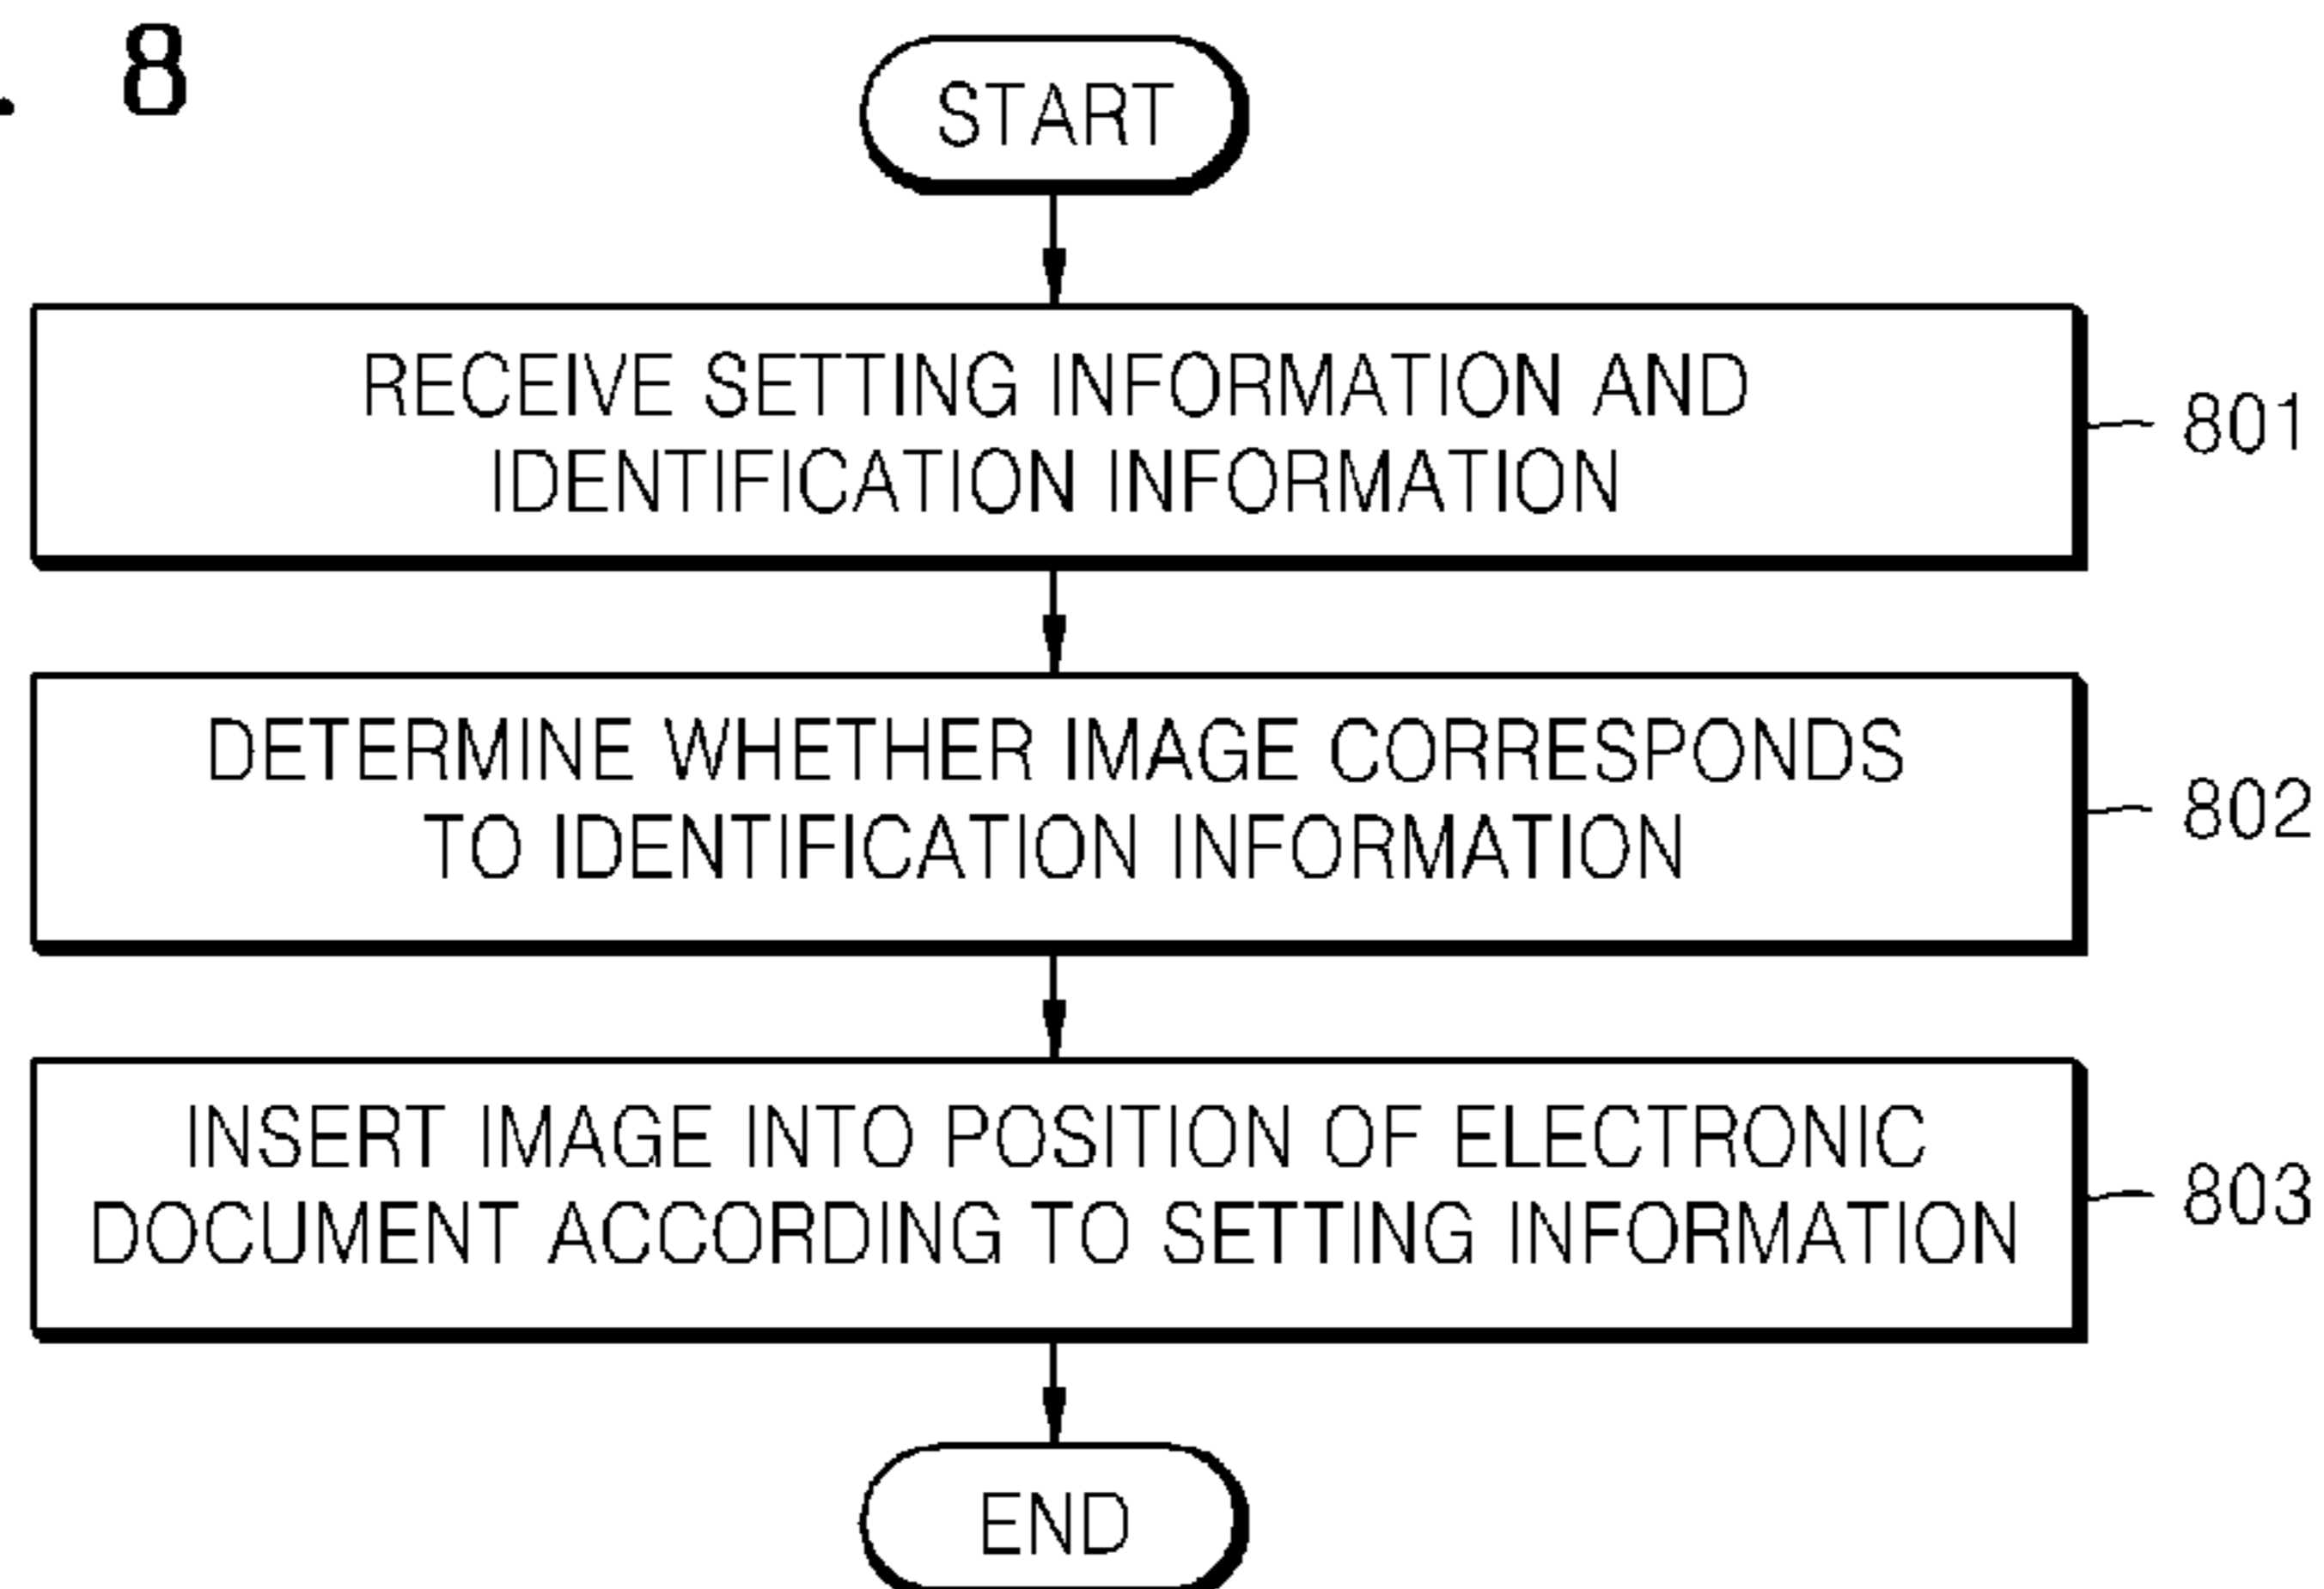 . 8
START
RECEIVE SETTING INFORMATION AND
IDENTIFICATION INFORMATION
801
DETERMINE WHETHER IMAGE CORRESPONDS
TO IDENTIFICATION INFORMATION
802
INSERT IMAGE INTO POSITION OF ELECTRONIC
DOCUMENT ACCORDING TO SETTING INFORMATION
803
END